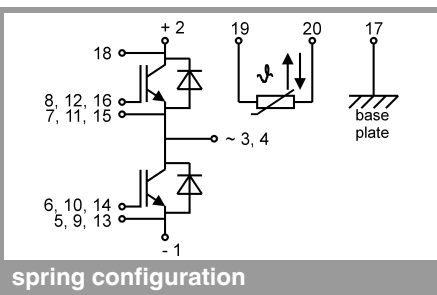 + 2
19
20
17
18
ϑ
8, 12, 16
7, 11, 15
base
plate
~ 3, 4
6, 10, 14
5, 9, 13
- 1
spring configuration